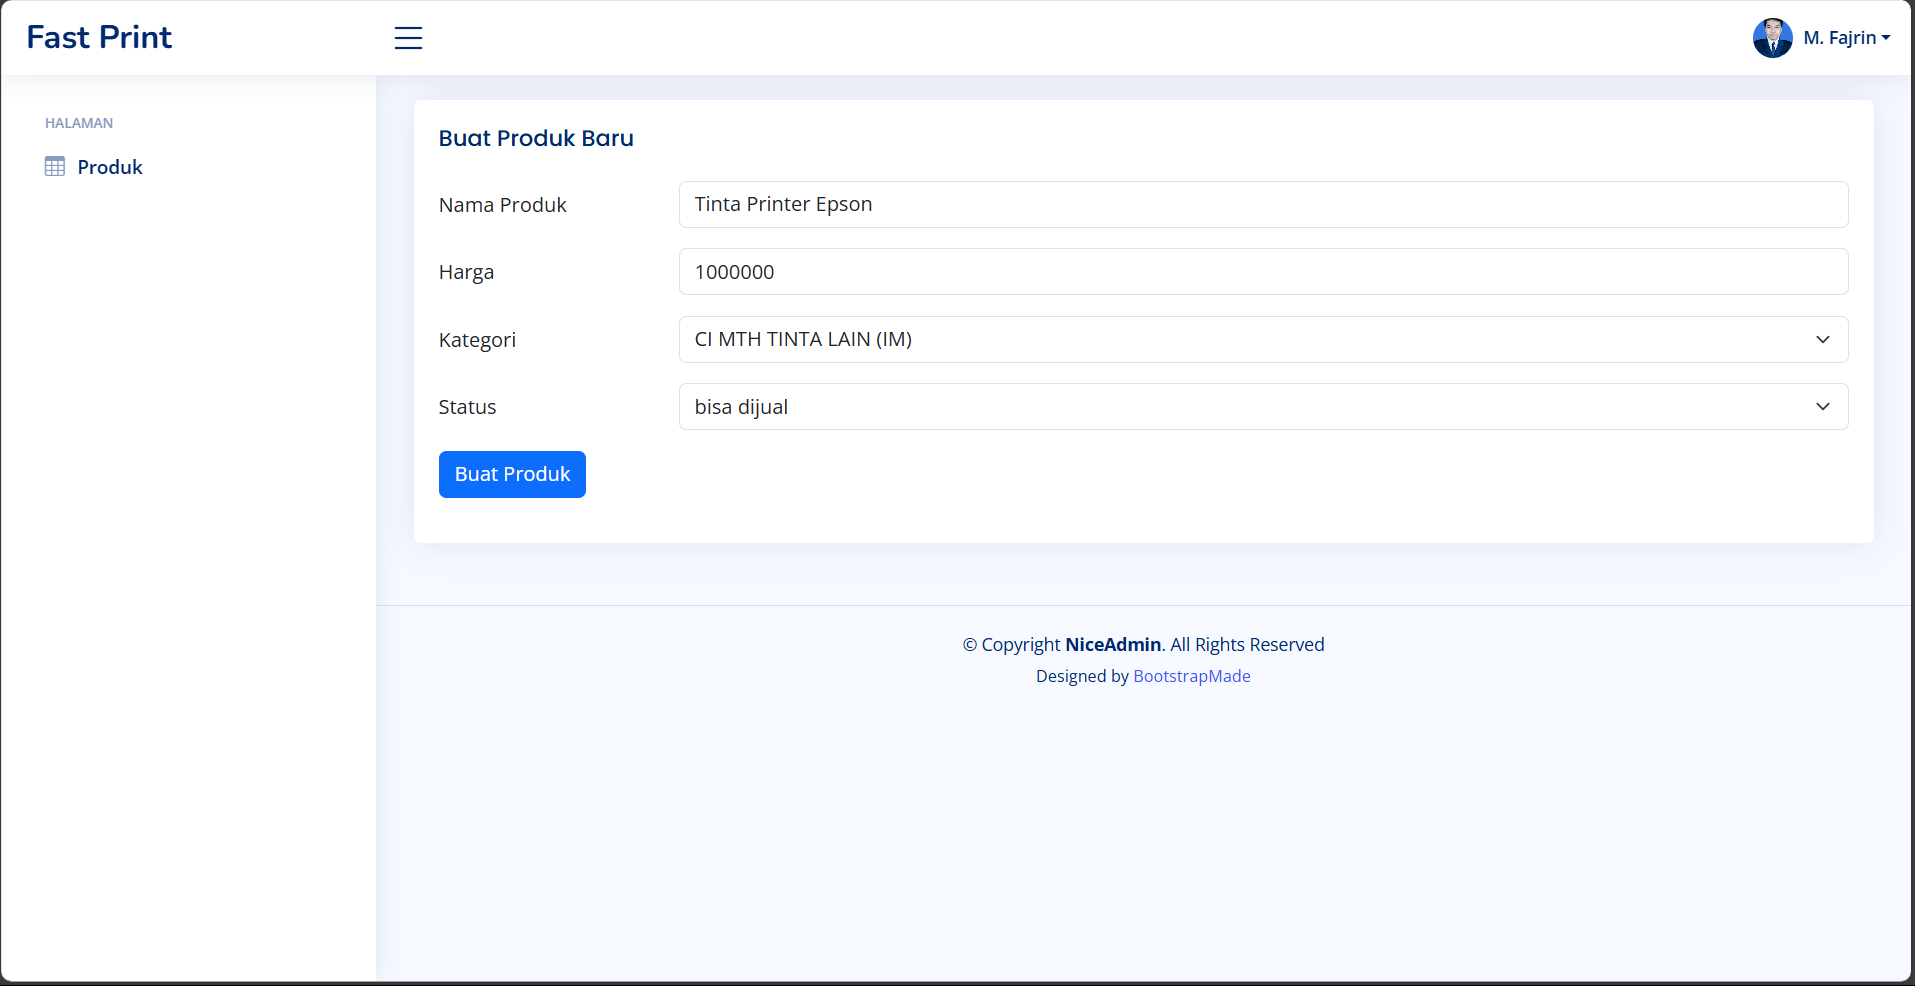 Fast Print
M. Fajrin
HALAMAN
Produk
Buat Produk Baru
Nama Produk
Tinta Printer Epson
Harga
1000000
Kategori
CI MTH TINTA LAIN (IM)
Status
bisa dijual
Buat Produk
© Copyright NiceAdmin. All Rights Reserved
Designed by BootstrapMade